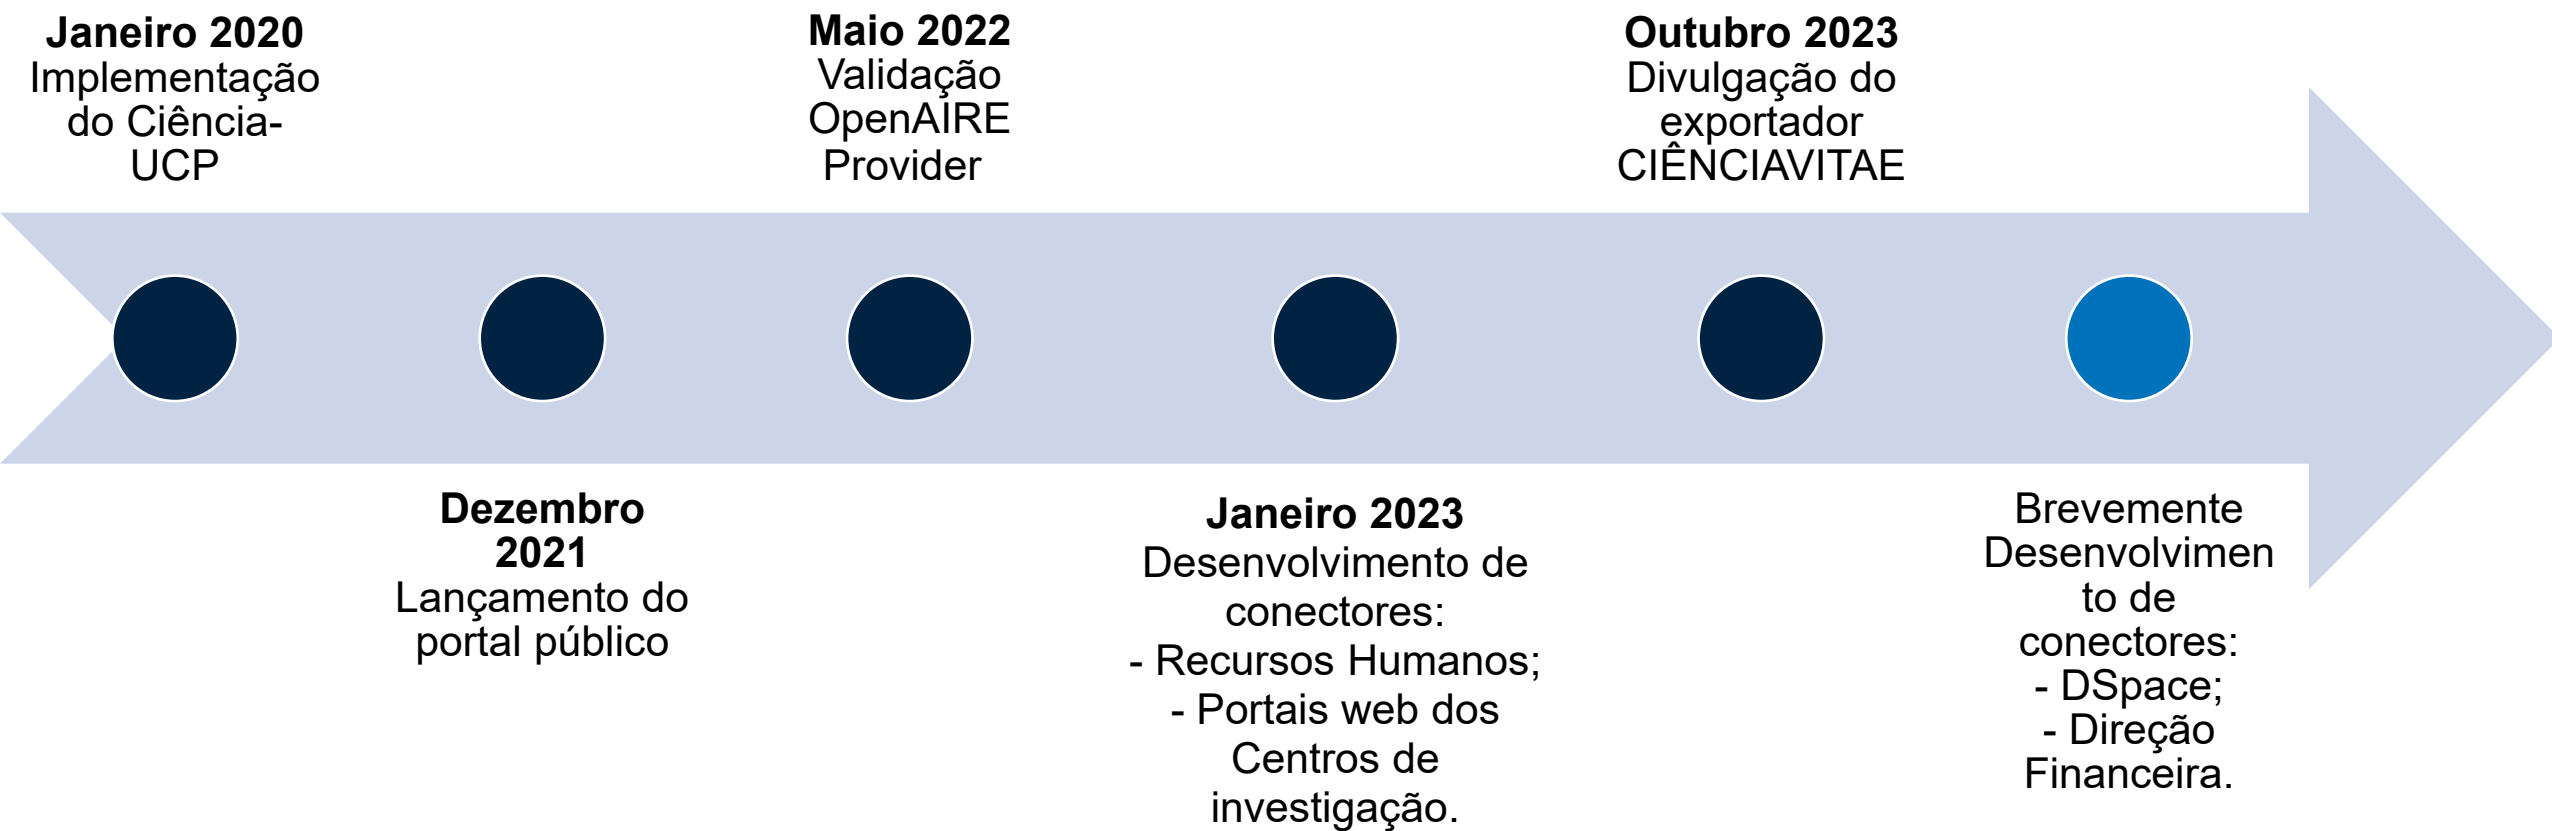 Janeiro 2020
Implementação
do Ciência-
UCP
Dezembro
2021
Lançamento do
portal público
Maio 2022
Validação
OpenAIRE
Provider
Janeiro 2023
Desenvolvimento de
conectores:
- Recursos Humanos;
- Portais web dos
Centros de
investigação.
Outubro 2023
Divulgação do
exportador
CIÊNCIAVITAE
Brevemente
Desenvolvimen
to de
conectores:
- DSpace;
- Direção
Financeira.